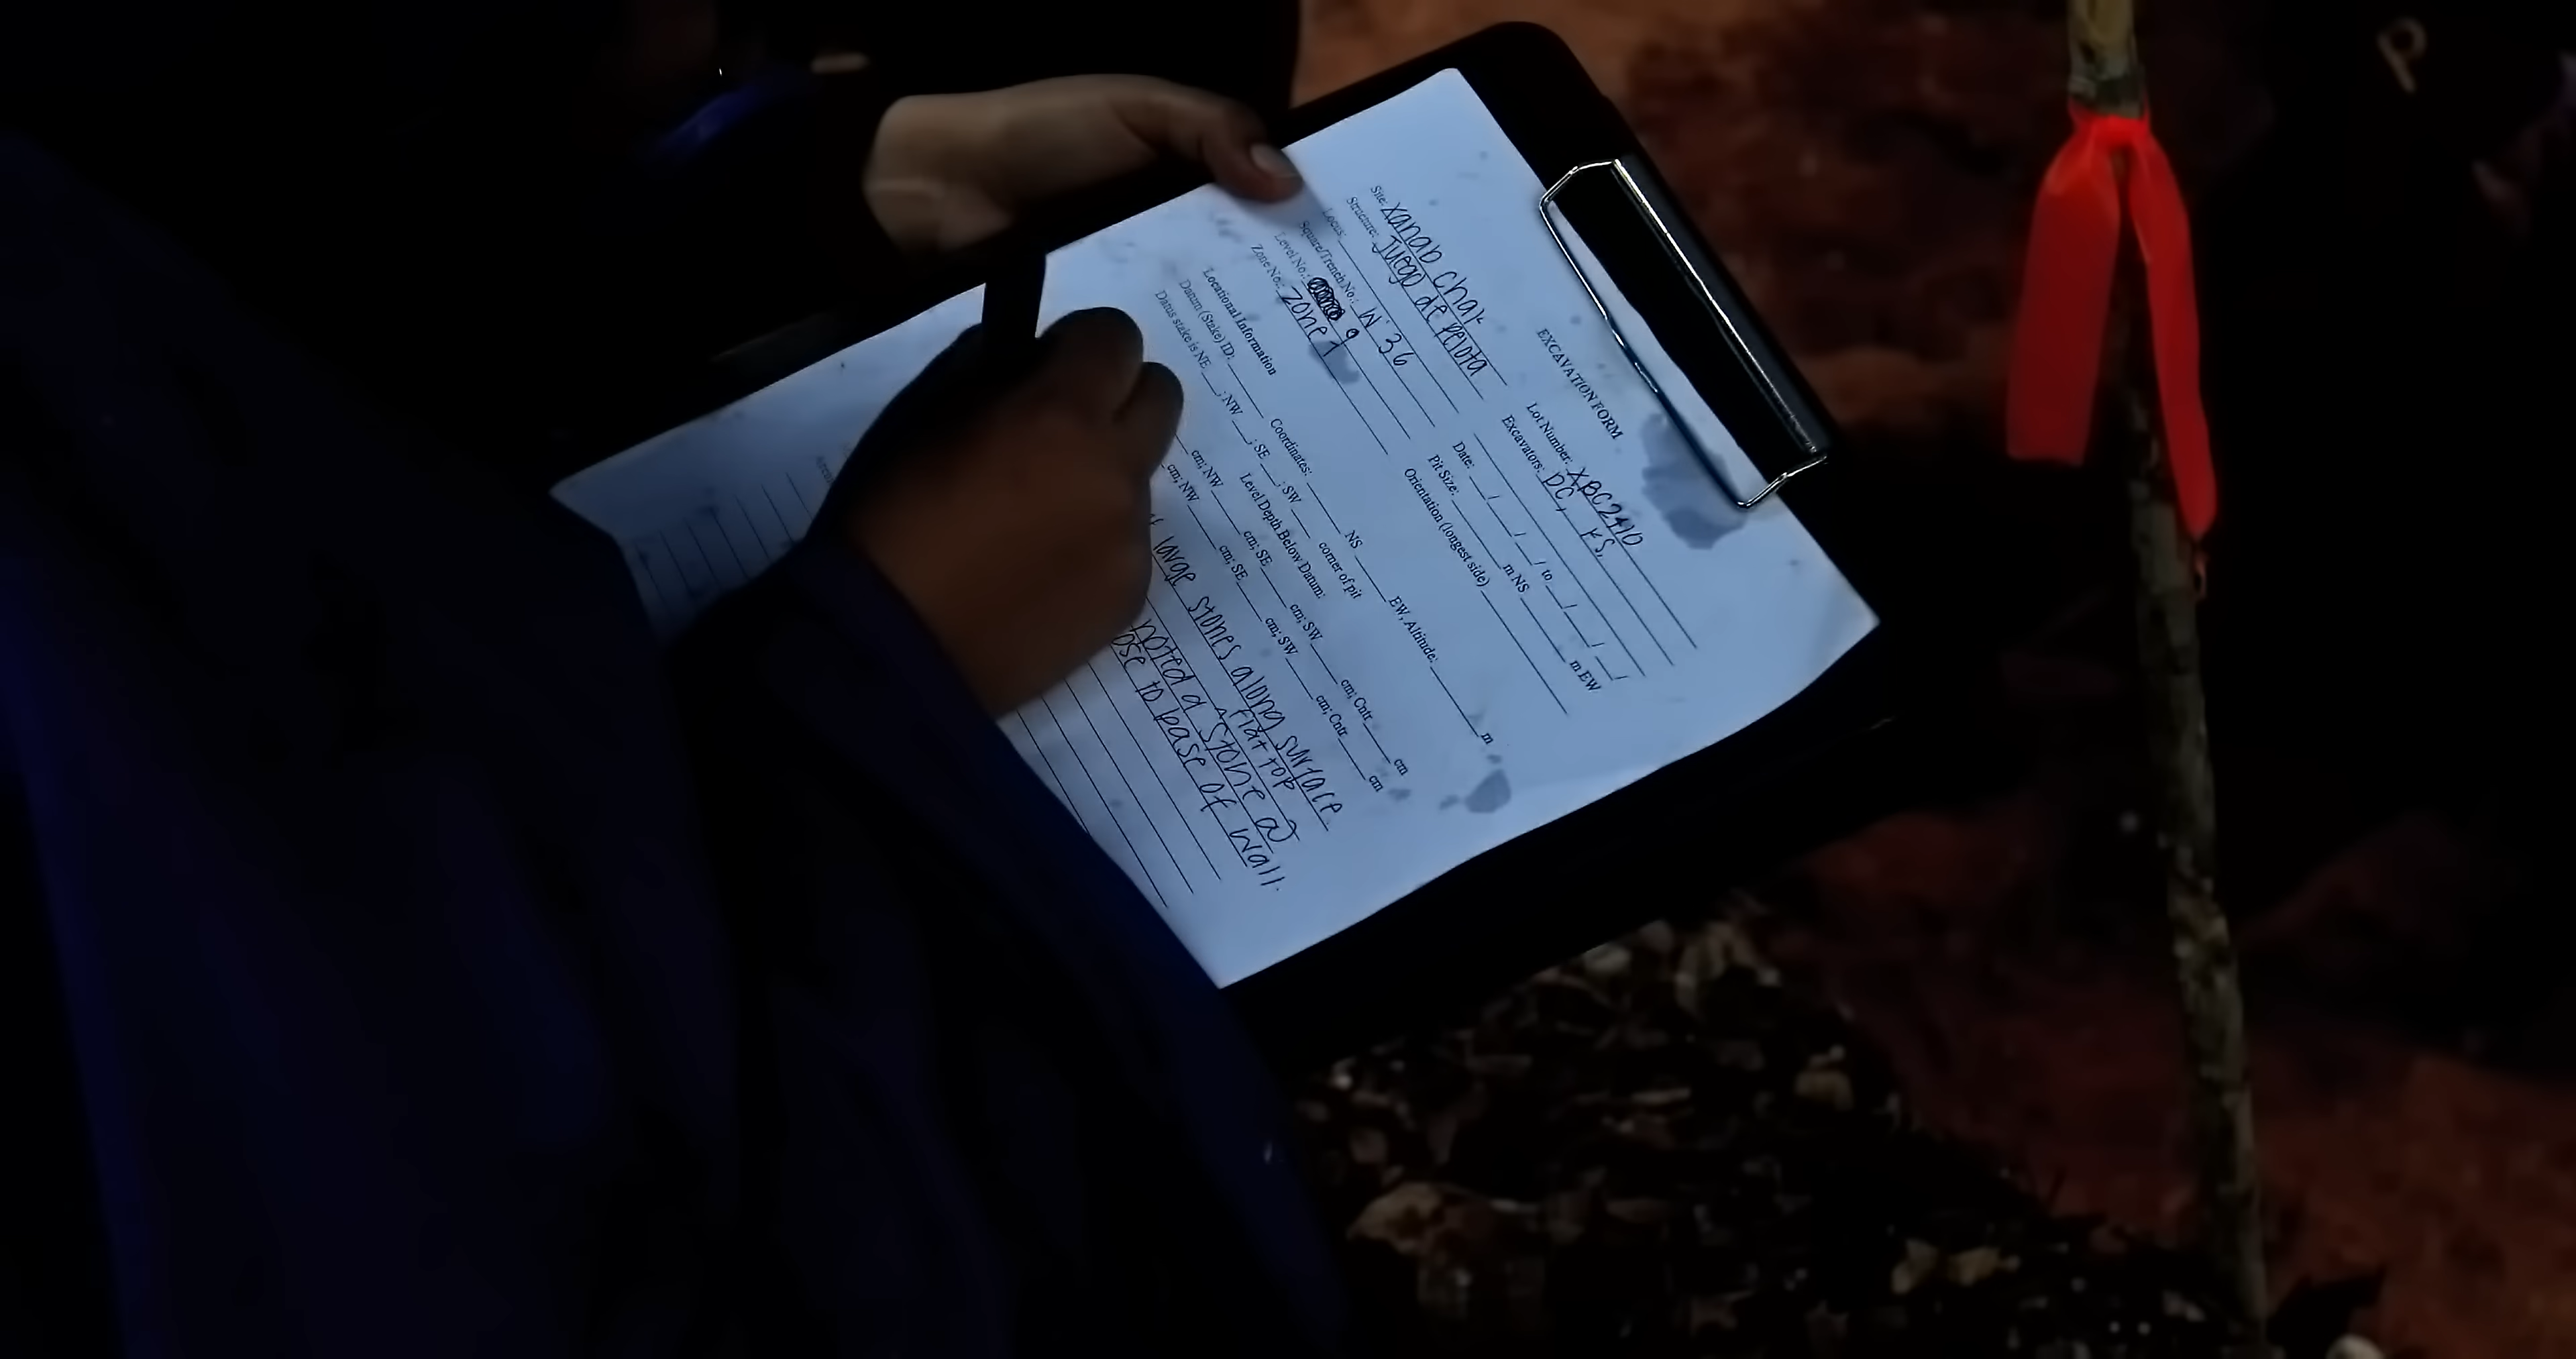 EXCAVATION FORM
Site: Xanab Chak
Structure: Juego de pelota
Locus:
Square/Trench No.: W 36
Level No.: 9
Zone No.: Zone 1
Lot Number: XBC2410
Excavators: DC, KS,
Date: / / to / /
Pit Size: m NS m EW
Orientation (longest side)
Locational Information
Datum (Stake) ID: Coordinates: NS EW, Altitude: m
Datum stake is NE ; NW ; SE ; SW corner of pit
Level Depth Below Datum:
cm; NW cm; SE cm; SW cm; Cntr cm
cm; NW cm; SE cm; SW cm; Cntr cm
large stones along surface
flat top
noted a ^ stone a)
to base of wall.